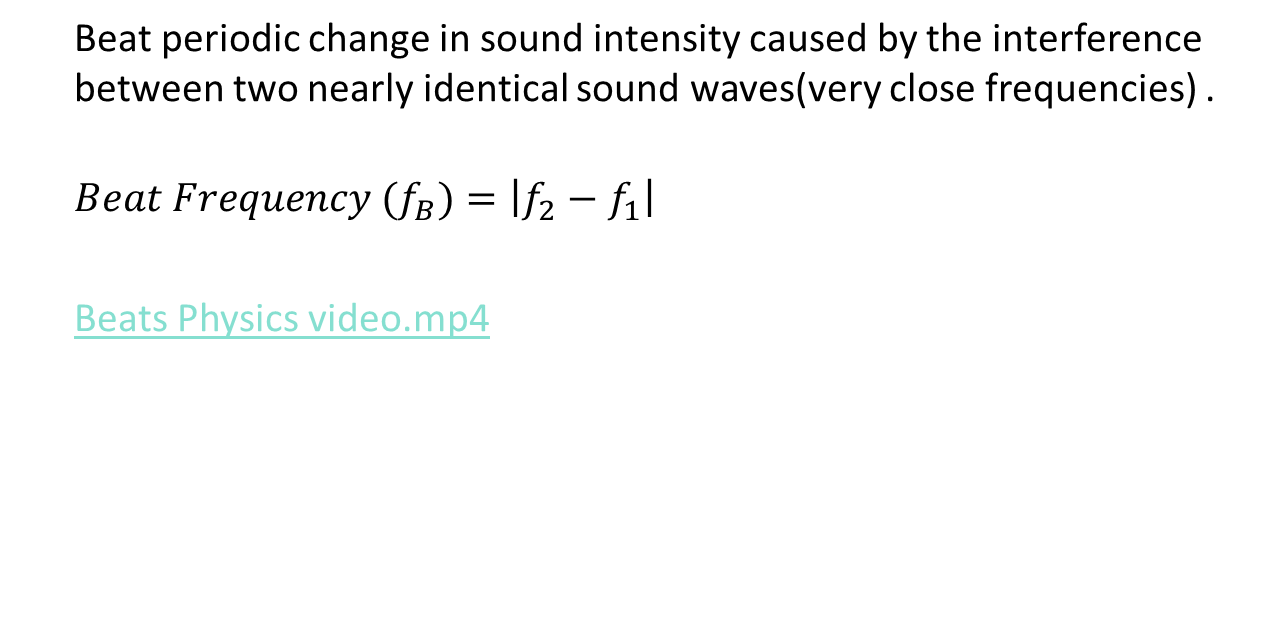 Beat periodic change in sound intensity caused by the interference
between two nearly identical sound waves(very close frequencies) .
Beat Frequency (f_B) = |f_2 − f_1|
Beats Physics video.mp4